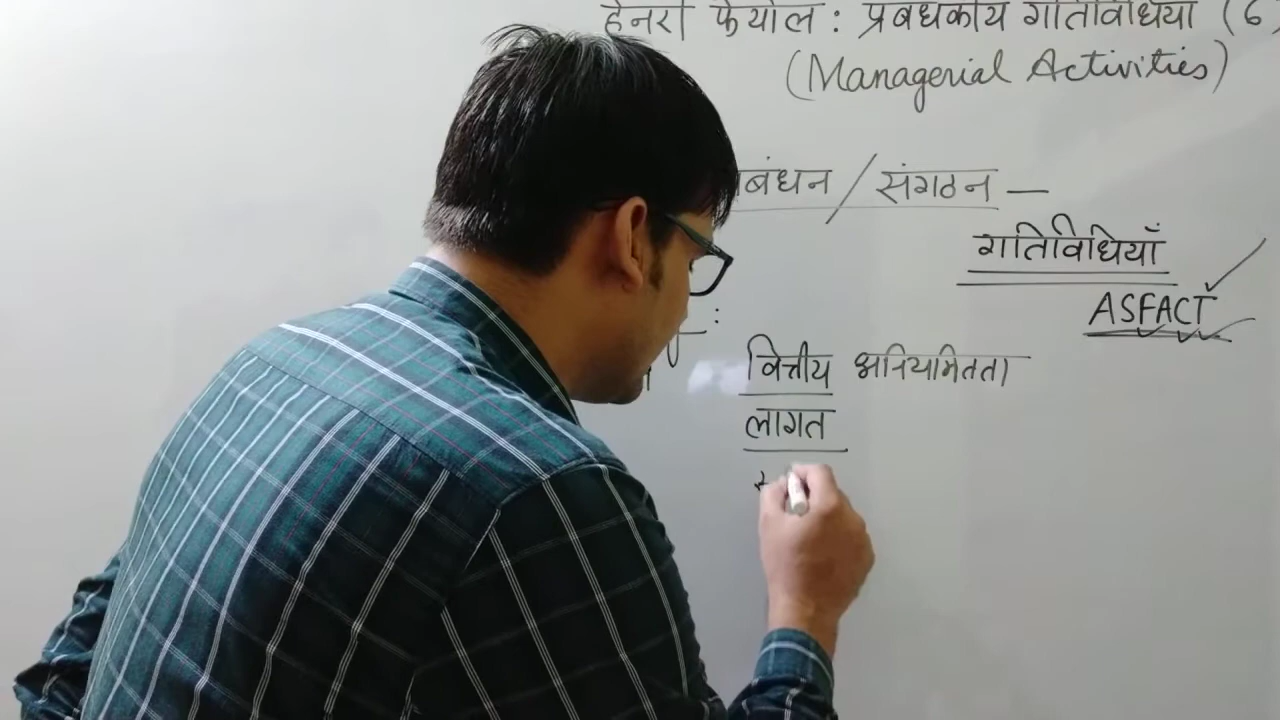 हेनरी फेयोल : प्रबंधकीय गतिविधियाँ (6)
(Managerial Activities)
बंधन / संगठन —
गतिविधियाँ
ASFACT
वित्तीय अनियमितता
लागत